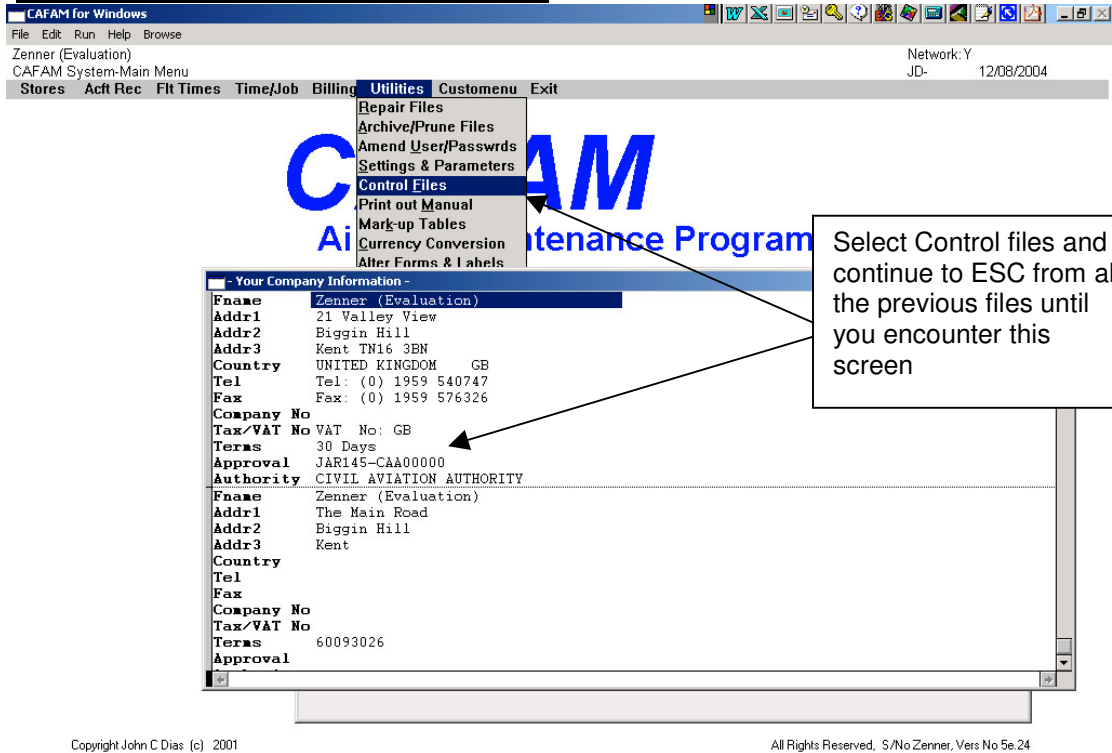 CAFAM for Windows
File Edit Run Help Browse
Zenner (Evaluation) Network:Y
CAFAM System-Main Menu JD- 12/08/2004
Stores Acft Rec Flt Times Time/Job Billing Utilities Customenu Exit
Repair Files
Archive/Prune Files
Amend User/Passwrds
Settings & Parameters
Control Files
Print out Manual
Mark-up Tables
Currency Conversion
Alter Forms & Labels
C AM
Ai ntenance Program
Select Control files and
continue to ESC from al
the previous files until
you encounter this
screen
- Your Company Information -
Fname Zenner (Evaluation)
Addr1 21 Valley View
Addr2 Biggin Hill
Addr3 Kent TN16 3BN
Country UNITED KINGDOM GB
Tel Tel: (0) 1959 540747
Fax Fax: (0) 1959 576326
Company No
Tax/VAT No VAT No: GB
Terms 30 Days
Approval JAR145-CAA00000
Authority CIVIL AVIATION AUTHORITY
Fname Zenner (Evaluation)
Addr1 The Main Road
Addr2 Biggin Hill
Addr3 Kent
Country
Tel
Fax
Company No
Tax/VAT No
Terms 60093026
Approval
Copyright John C Dias (c) 2001 All Rights Reserved, S/No Zenner, Vers No 5e.24